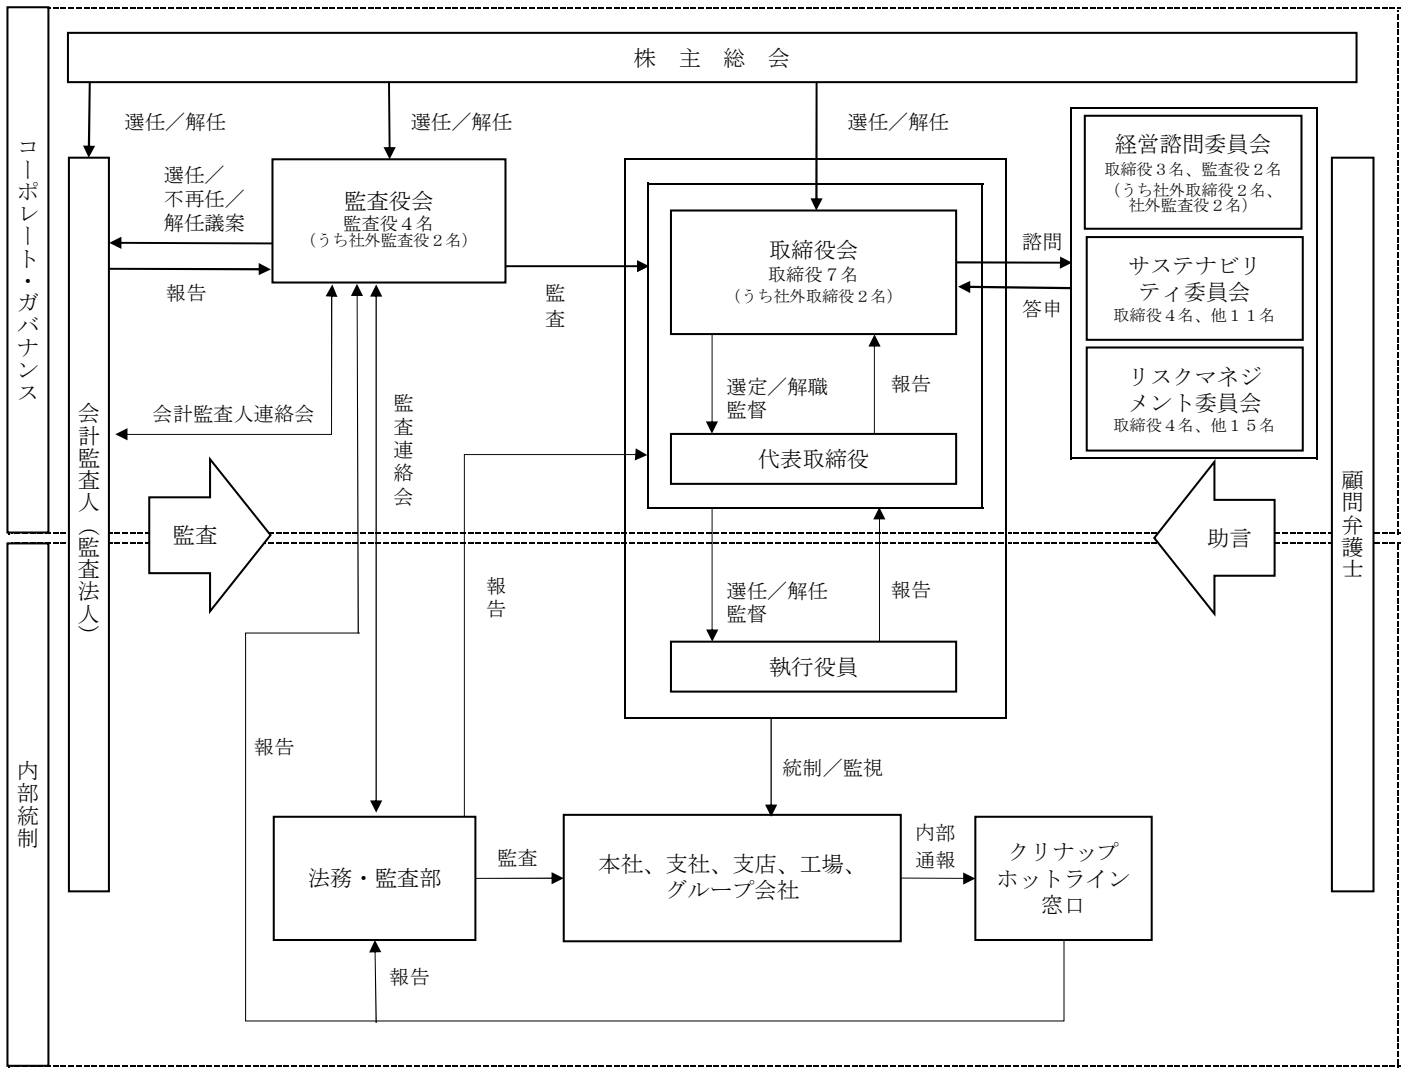 株主総会
選任／解任
選任／解任
選任／解任
コーポレート・ガバナンス
選任／
不再任／
解任議案
報告
監査役会
監査役４名
（うち社外監査役２名）
監査
取締役会
取締役７名
（うち社外取締役２名）
諮問
答申
経営諮問委員会
取締役３名、監査役２名
（うち社外取締役２名、
社外監査役２名）
サステナビリ
ティ委員会
取締役４名、他１１名
リスクマネジ
メント委員会
取締役４名、他１５名
選定／解職
監督
報告
代表取締役
会計監査人連絡会
監査連絡会
会計監査人（監査法人）
監査
助言
顧問弁護士
報告
選任／解任
監督
報告
執行役員
内部統制
報告
統制／監視
法務・監査部
監査
本社、支社、支店、工場、
グループ会社
内部
通報
クリナップ
ホットライン
窓口
報告